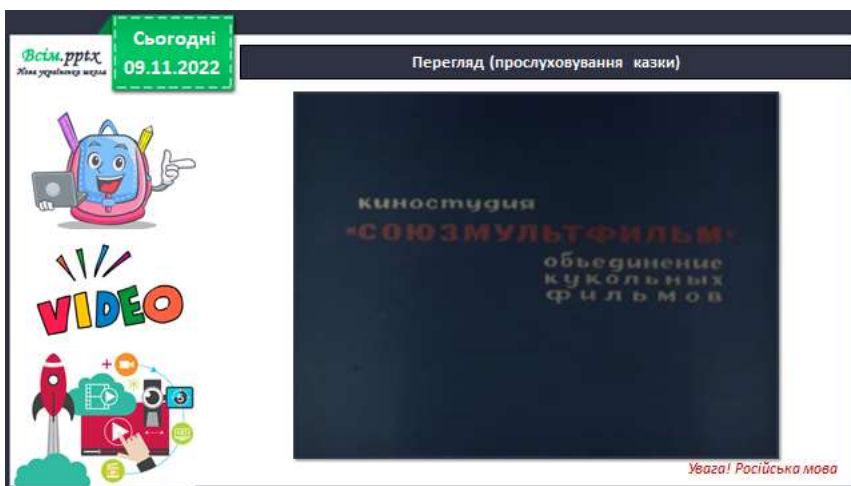 Сьогодні
09.11.2022
Всім.pptx
Нова українська школа
Перегляд (прослуховування казки)
киностудия
«СОЮЗМУЛЬТФИЛЬМ»
объединение
кукольных
фильмов
VIDEO
Увага! Російська мова